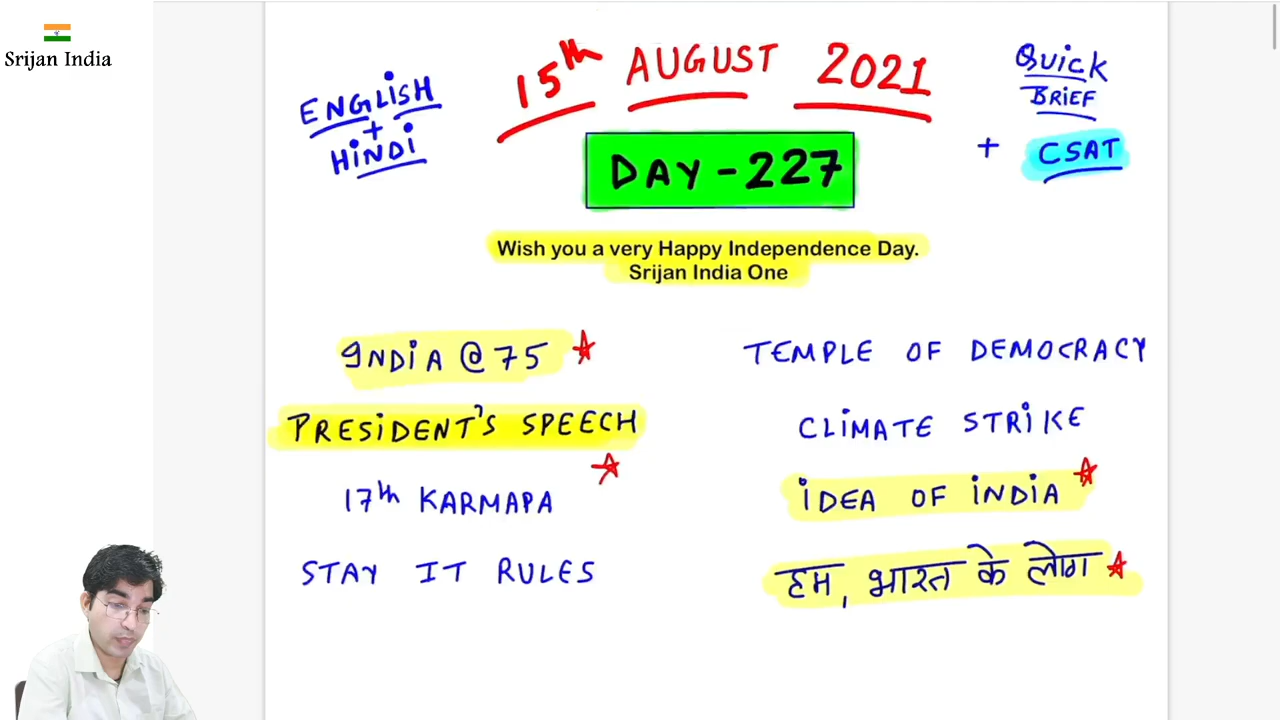 Srijan India
ENGLISH
+
HINDI
15th AUGUST 2021
QUICK
BRIEF
+ CSAT
DAY - 227
Wish you a very Happy Independence Day.
Srijan India One
INDIA @ 75
PRESIDENT'S SPEECH
17th KARMAPA
STAY IT RULES
TEMPLE OF DEMOCRACY
CLIMATE STRIKE
IDEA OF INDIA
हम, भारत के लोग